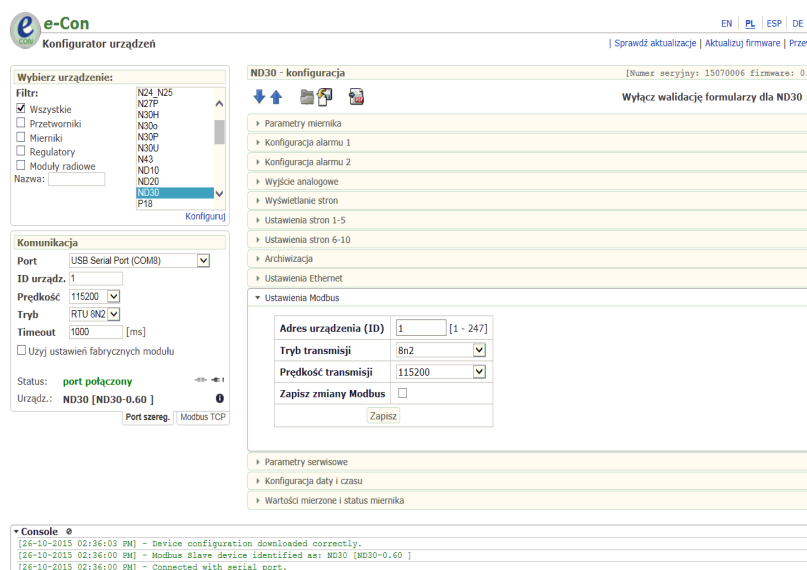 e-Con
CON
Konfigurator urządzeń
EN | PL | ESP | DE
| Sprawdź aktualizacje | Aktualizuj firmware | Prze
Wybierz urządzenie:
Filtr:
Wszystkie
Przetworniki
Mierniki
Regulatory
Moduły radiowe
Nazwa:
N24_N25
N27P
N30H
N30o
N30P
N30U
N43
ND10
ND20
ND30
P18
Konfiguruj
Komunikacja
Port USB Serial Port (COM8)
ID urządz. 1
Prędkość 115200
Tryb RTU 8N2
Timeout 1000 [ms]
Użyj ustawień fabrycznych modułu
Status: port połączony
Urządz.: ND30 [ND30-0.60 ]
Port szereg. Modbus TCP
ND30 - konfiguracja [Numer seryjny: 15070006 firmware: 0.
Wyłącz walidację formularzy dla ND30
Parametry miernika
Konfiguracja alarmu 1
Konfiguracja alarmu 2
Wyjście analogowe
Wyświetlanie stron
Ustawienia stron 1-5
Ustawienia stron 6-10
Archiwizacja
Ustawienia Ethernet
Ustawienia Modbus
Adres urządzenia (ID) 1 [1 - 247]
Tryb transmisji 8n2
Prędkość transmisji 115200
Zapisz zmiany Modbus
Zapisz
Parametry serwisowe
Konfiguracja daty i czasu
Wartości mierzone i status miernika
Console
[26-10-2015 02:36:03 PM] - Device configuration downloaded correctly.
[26-10-2015 02:36:00 PM] - Modbus Slave device identified as: ND30 [ND30-0.60 ]
[26-10-2015 02:36:00 PM] - Connected with serial port.